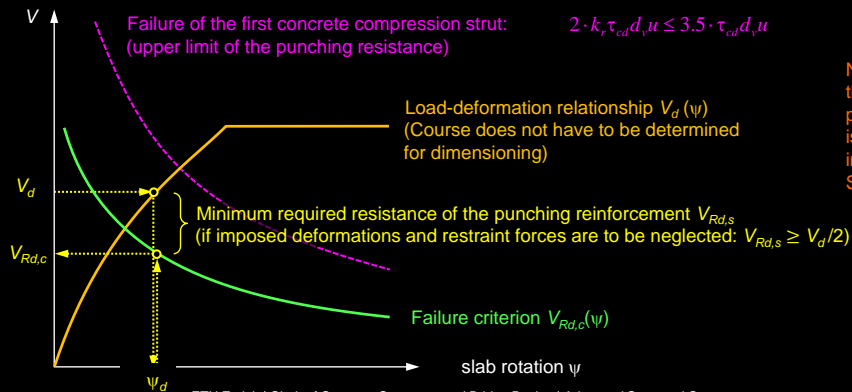 V
Failure of the first concrete compression strut:
(upper limit of the punching resistance)
2 · k_r τ_cd d_v u ≤ 3.5 · τ_cd d_v u
Load-deformation relationship V_d (ψ)
(Course does not have to be determined
for dimensioning)
V_d
Minimum required resistance of the punching reinforcement V_Rd,s
(if imposed deformations and restraint forces are to be neglected: V_Rd,s ≥ V_d/2)
V_Rd,c
Failure criterion V_Rd,c(ψ)
slab rotation ψ
ψ_d